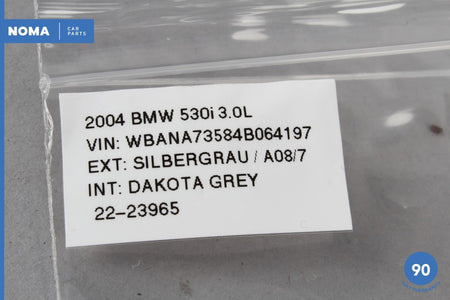 NOMA
CAR
PARTS
2004 BMW 530i 3.0L
VIN: WBANA73584B064197
EXT: SILBERGRAU / A08/7
INT: DAKOTA GREY
22-23965
90